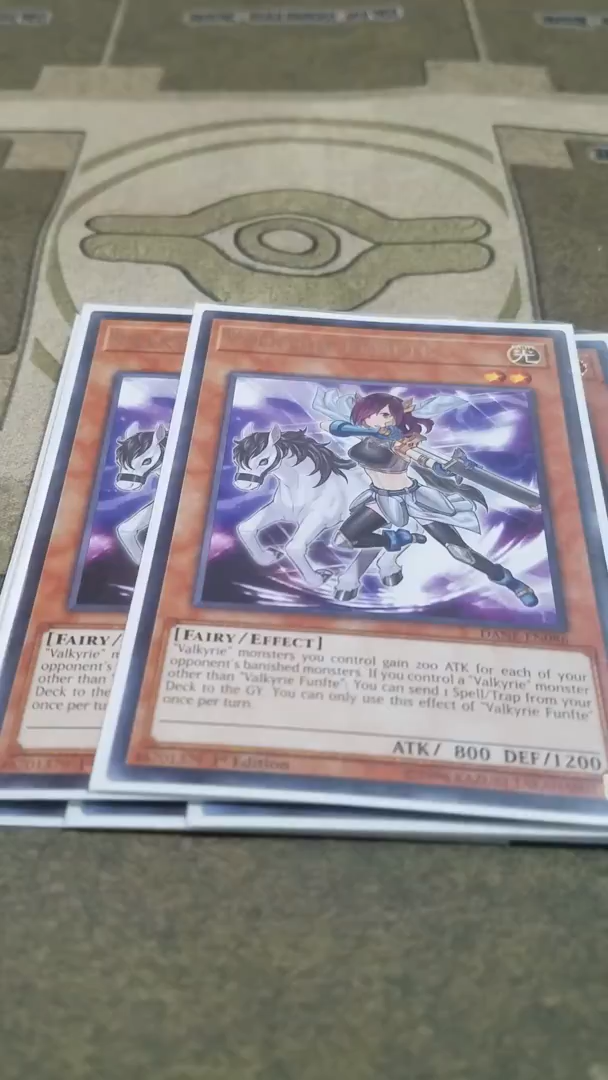 光
[FAIRY/
"Valkyrie"
opponent's
other than
Deck to the
once per tu
[FAIRY/EFFECT]
"Valkyrie" monsters you control gain 200 ATK for each of your
opponent's banished monsters. If you control a "Valkyrie" monster
other than "Valkyrie Funfte": You can send 1 Spell/Trap from your
Deck to the GY. You can only use this effect of "Valkyrie Funfte"
once per turn.
ATK/ 800 DEF/1200
1st Edition